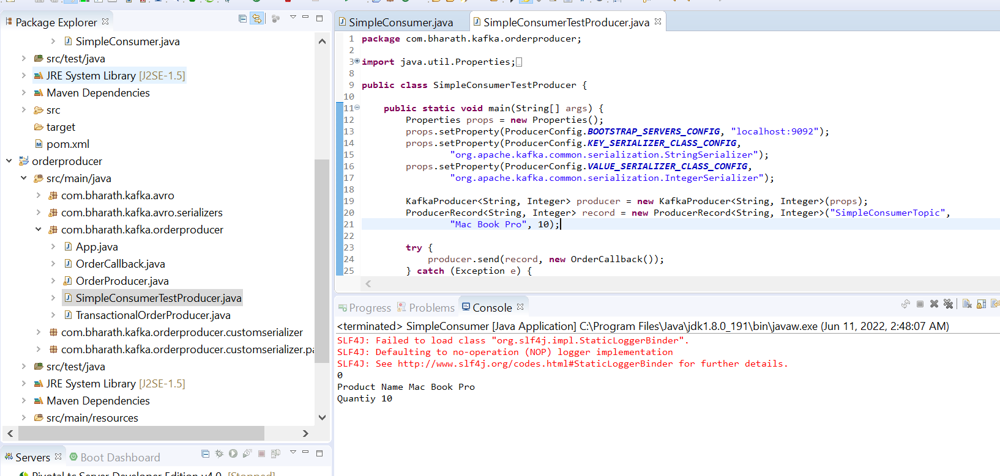 Package Explorer
SimpleConsumer.java
src/test/java
JRE System Library [J2SE-1.5]
Maven Dependencies
src
target
pom.xml
orderproducer
src/main/java
com.bharath.kafka.avro
com.bharath.kafka.avro.serializers
com.bharath.kafka.orderproducer
App.java
OrderCallback.java
OrderProducer.java
SimpleConsumerTestProducer.java
TransactionalOrderProducer.java
com.bharath.kafka.orderproducer.customserializer
com.bharath.kafka.orderproducer.customserializer.pa
src/test/java
JRE System Library [J2SE-1.5]
Maven Dependencies
src/main/resources
Servers Boot Dashboard
Pivotal tc Server Developer Edition v4.0 [Stopped]
SimpleConsumer.java SimpleConsumerTestProducer.java
1 package com.bharath.kafka.orderproducer;
2
3 import java.util.Properties;
8
9 public class SimpleConsumerTestProducer {
10
11 public static void main(String[] args) {
12 Properties props = new Properties();
13 props.setProperty(ProducerConfig.BOOTSTRAP_SERVERS_CONFIG, "localhost:9092");
14 props.setProperty(ProducerConfig.KEY_SERIALIZER_CLASS_CONFIG,
15 "org.apache.kafka.common.serialization.StringSerializer");
16 props.setProperty(ProducerConfig.VALUE_SERIALIZER_CLASS_CONFIG,
17 "org.apache.kafka.common.serialization.IntegerSerializer");
18
19 KafkaProducer<String, Integer> producer = new KafkaProducer<String, Integer>(props);
20 ProducerRecord<String, Integer> record = new ProducerRecord<String, Integer>("SimpleConsumerTopic",
21 "Mac Book Pro", 10);
22
23 try {
24 producer.send(record, new OrderCallback());
25 } catch (Exception e) {
Progress Problems Console
<terminated> SimpleConsumer [Java Application] C:\Program Files\Java\jdk1.8.0_191\bin\javaw.exe (Jun 11, 2022, 2:48:07 AM)
SLF4J: Failed to load class "org.slf4j.impl.StaticLoggerBinder".
SLF4J: Defaulting to no-operation (NOP) logger implementation
SLF4J: See http://www.slf4j.org/codes.html#StaticLoggerBinder for further details.
0
Product Name Mac Book Pro
Quantiy 10